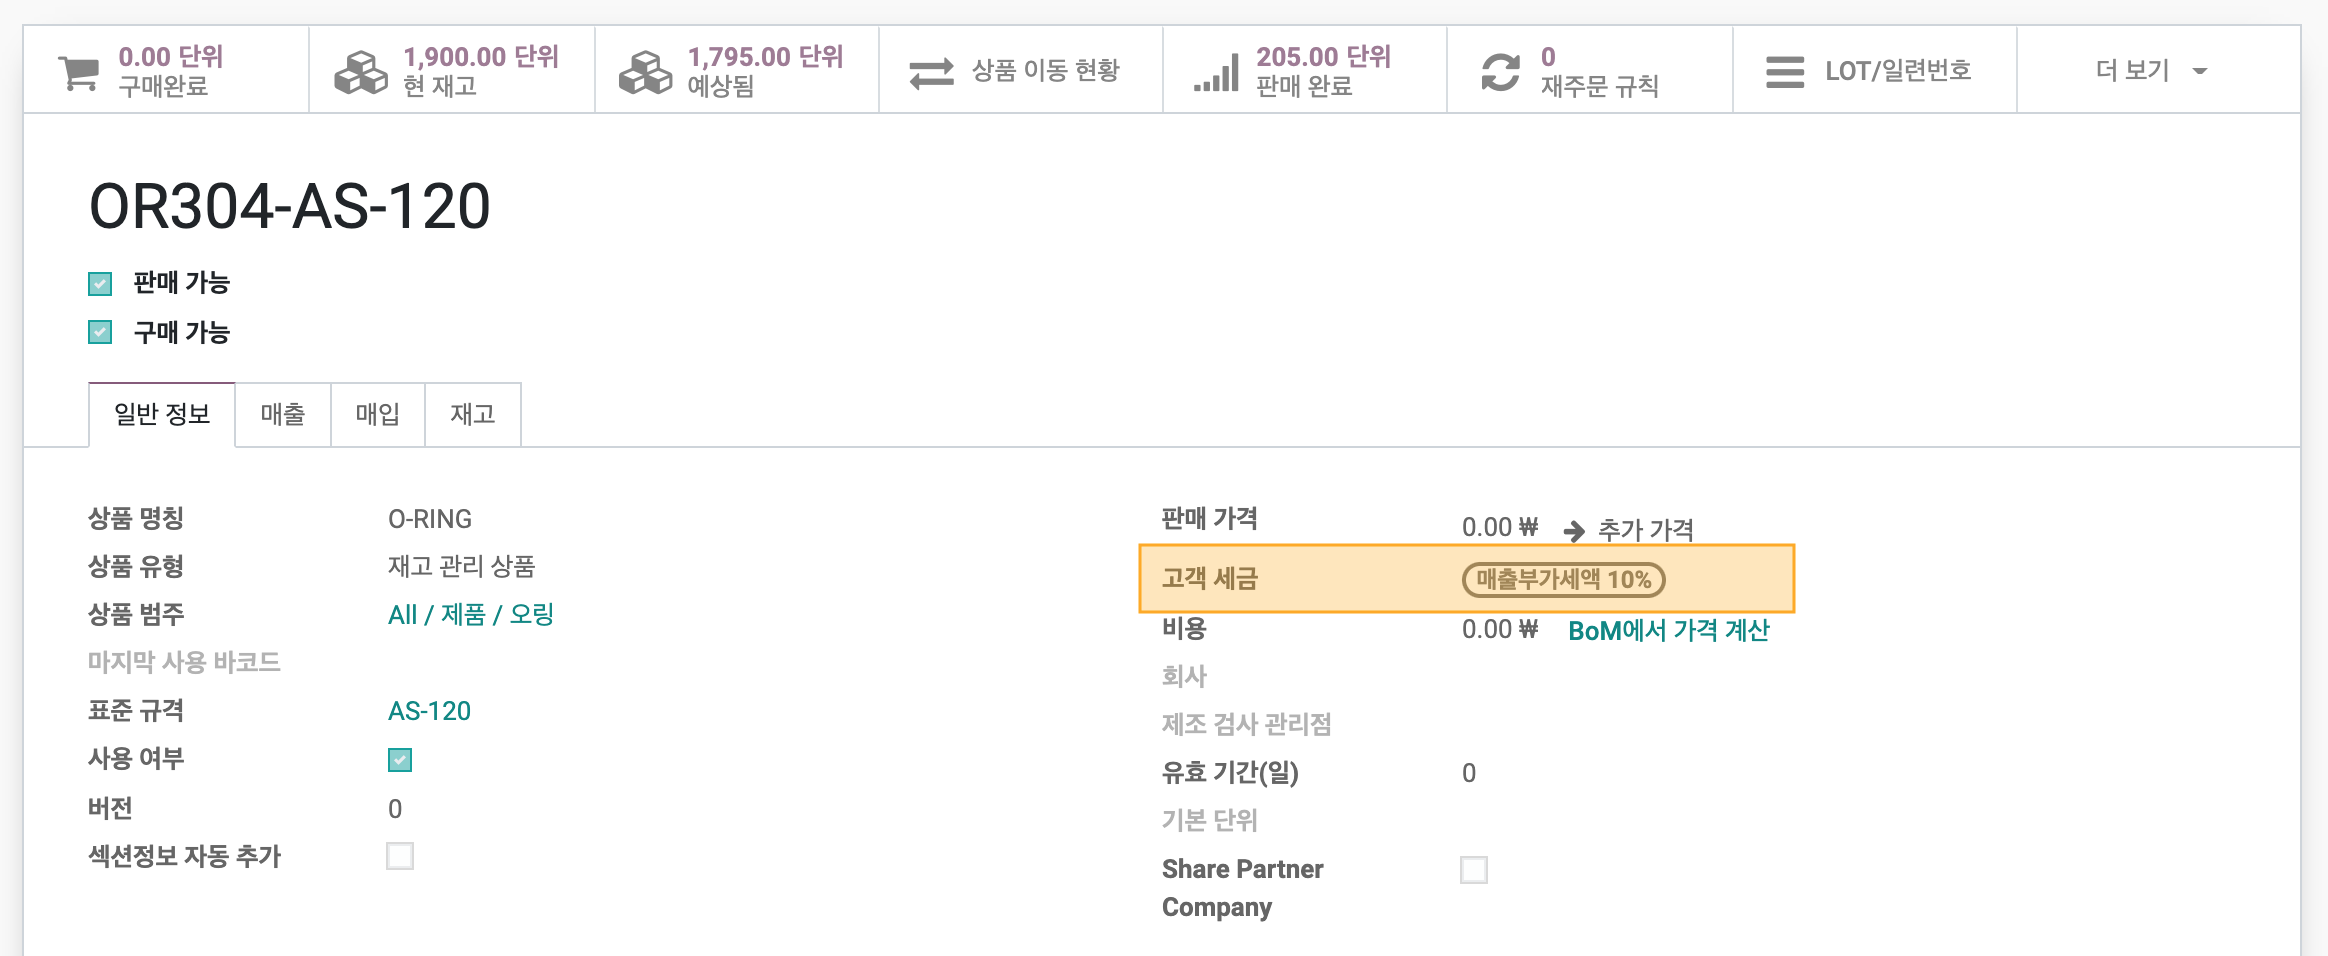 0.00 단위
구매완료
1,900.00 단위
현 재고
1,795.00 단위
예상됨
상품 이동 현황
205.00 단위
판매 완료
0
재주문 규칙
LOT/일련번호
더 보기
OR304-AS-120
판매 가능
구매 가능
일반 정보
매출
매입
재고
상품 명칭 O-RING
상품 유형 재고 관리 상품
상품 범주 All / 제품 / 오링
마지막 사용 바코드
표준 규격 AS-120
사용 여부
버전 0
섹션정보 자동 추가
판매 가격 0.00 ₩ 추가 가격
고객 세금 매출부가세액 10%
비용 0.00 ₩ BoM에서 가격 계산
회사
제조 검사 관리점
유효 기간(일) 0
기본 단위
Share Partner
Company